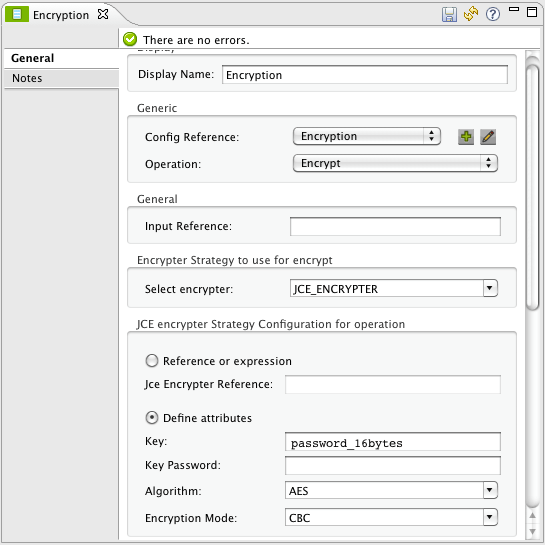 Encryption
There are no errors.
General
Notes
Display
Display Name: Encryption
Generic
Config Reference: Encryption
Operation: Encrypt
General
Input Reference:
Encrypter Strategy to use for encrypt
Select encrypter: JCE_ENCRYPTER
JCE encrypter Strategy Configuration for operation
Reference or expression
Jce Encrypter Reference:
Define attributes
Key: password_16bytes
Key Password:
Algorithm: AES
Encryption Mode: CBC